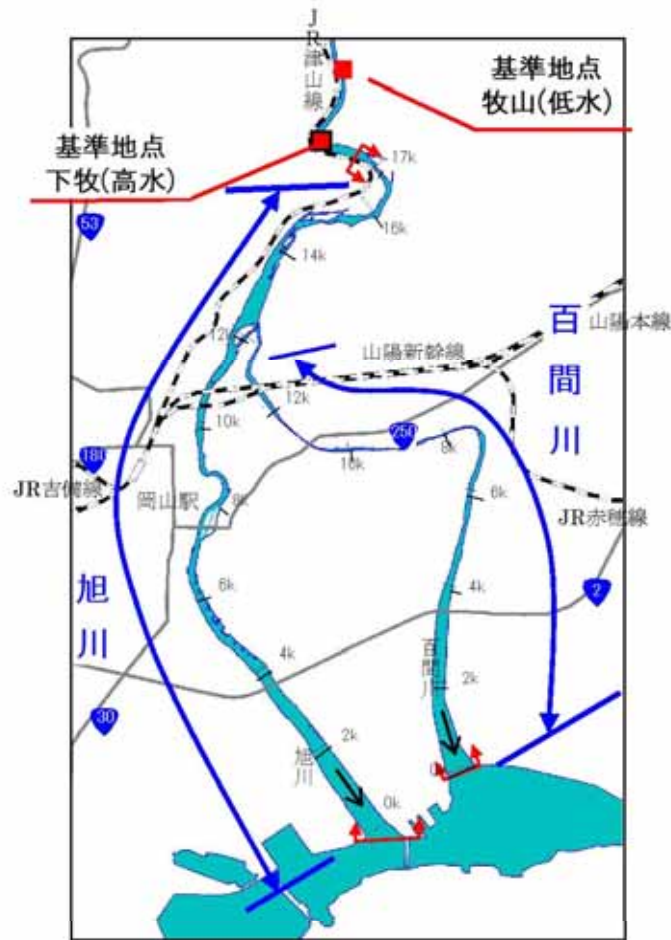 JR津山線
基準地点
牧山(低水)
基準地点
下牧(高水)
17k
16k
53
14k
百間川
山陽本線
12k
山陽新幹線
12k
10k
250
8k
10k
180
JR吉備線
岡山駅
8k
6k
JR赤穂線
旭川
6k
4k
2
百間川
4k
2k
30
2k
旭川
0k